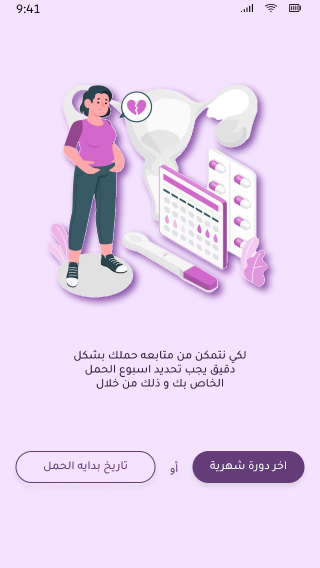 9:41
لكي نتمكن من متابعه حملك بشكل
دقيق يجب تحديد اسبوع الحمل
الخاص بك و ذلك من خلال
اخر دورة شهرية
أو
تاريخ بدايه الحمل